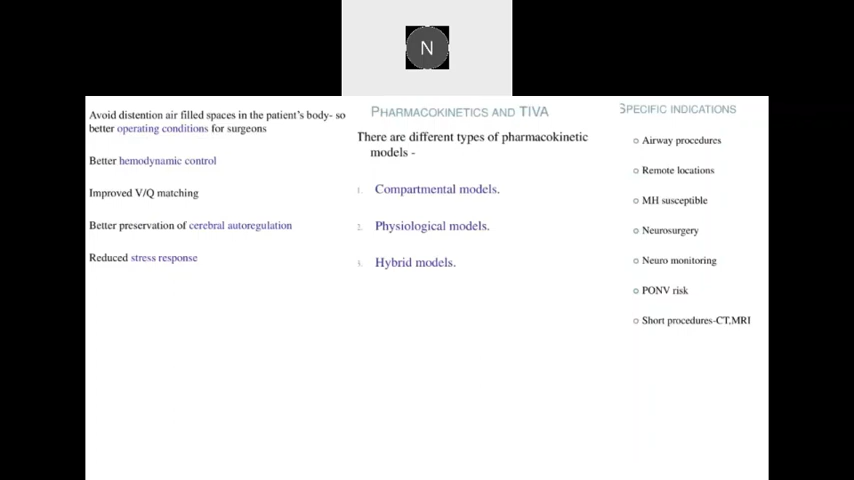 N
Avoid distention air filled spaces in the patient's body- so
better operating conditions for surgeons
Better hemodynamic control
Improved V/Q matching
Better preservation of cerebral autoregulation
Reduced stress response
PHARMACOKINETICS AND TIVA
There are different types of pharmacokinetic
models -
1. Compartmental models.
2. Physiological models.
3. Hybrid models.
SPECIFIC INDICATIONS
Airway procedures
Remote locations
MH susceptible
Neurosurgery
Neuro monitoring
PONV risk
Short procedures-CT,MRI